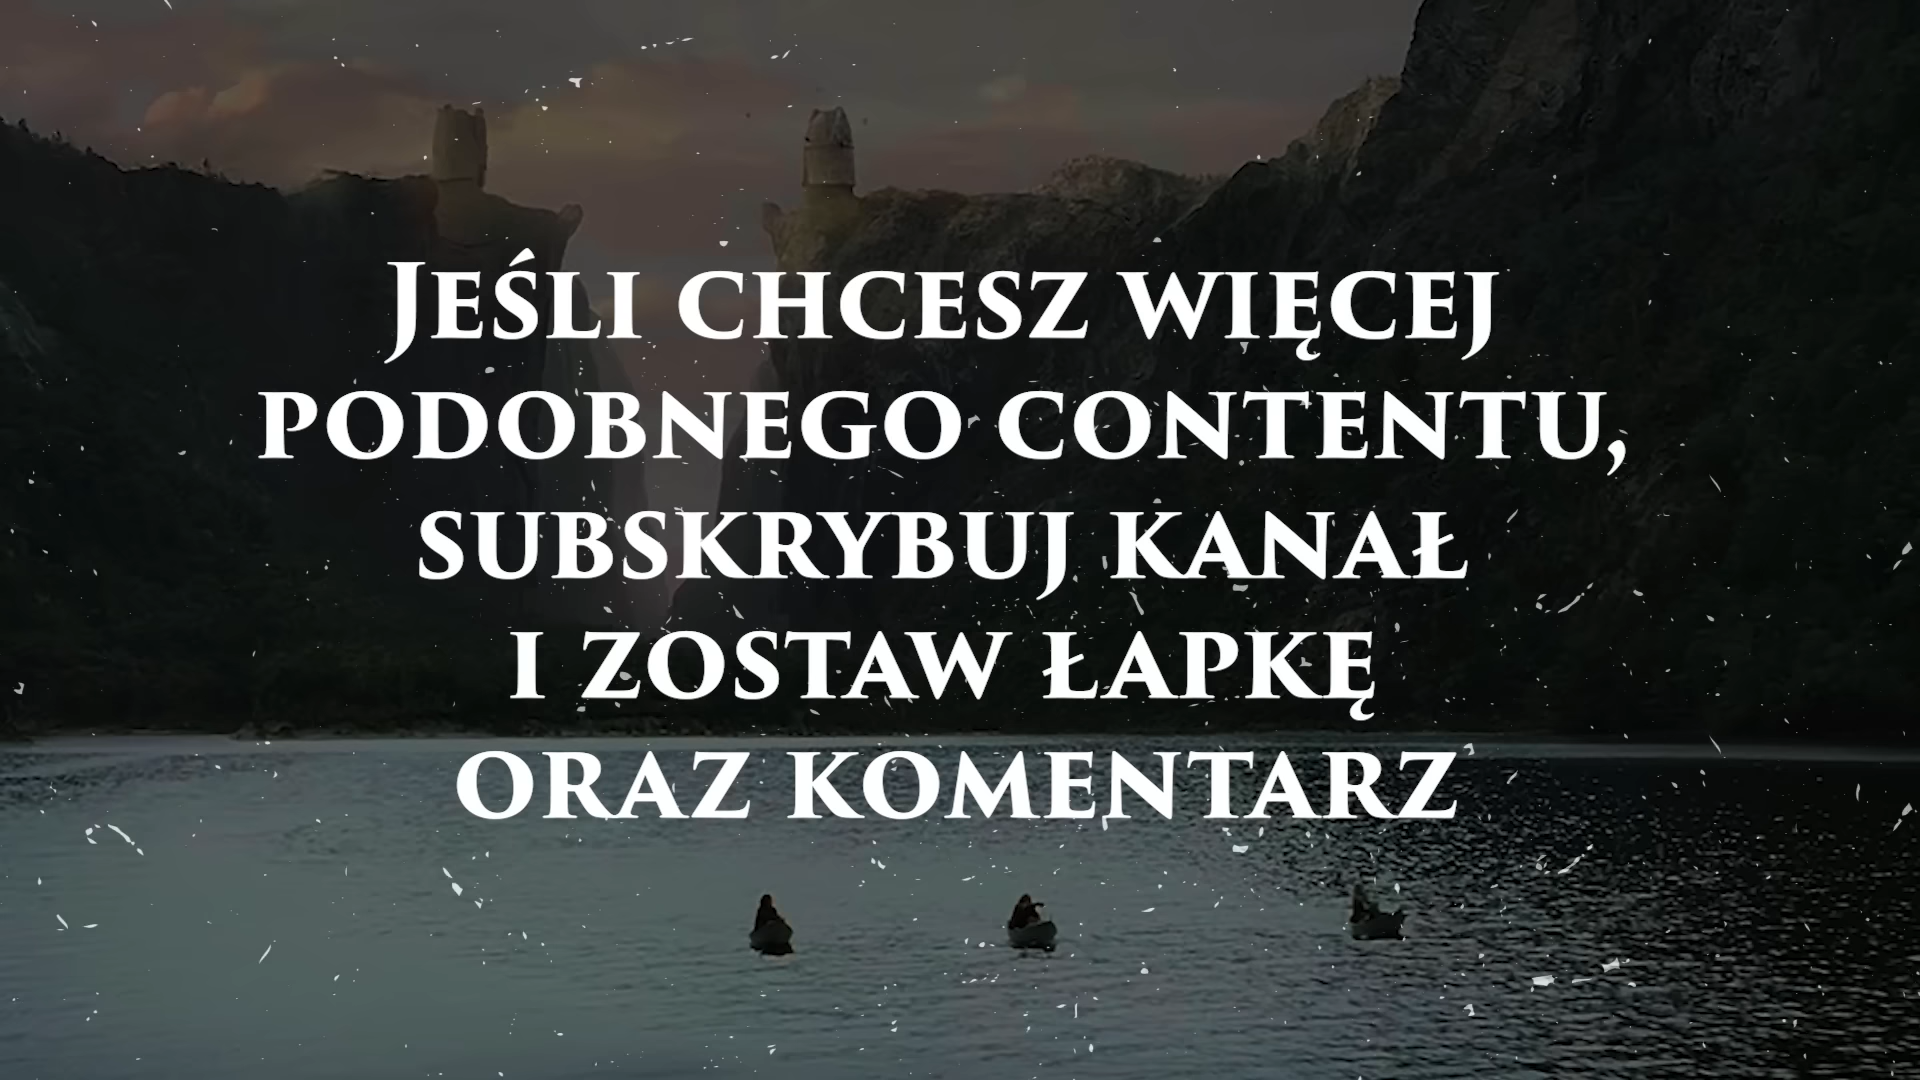 Jeśli chcesz więcej
podobnego contentu,
subskrybuj kanał
i zostaw łapkę
oraz komentarz